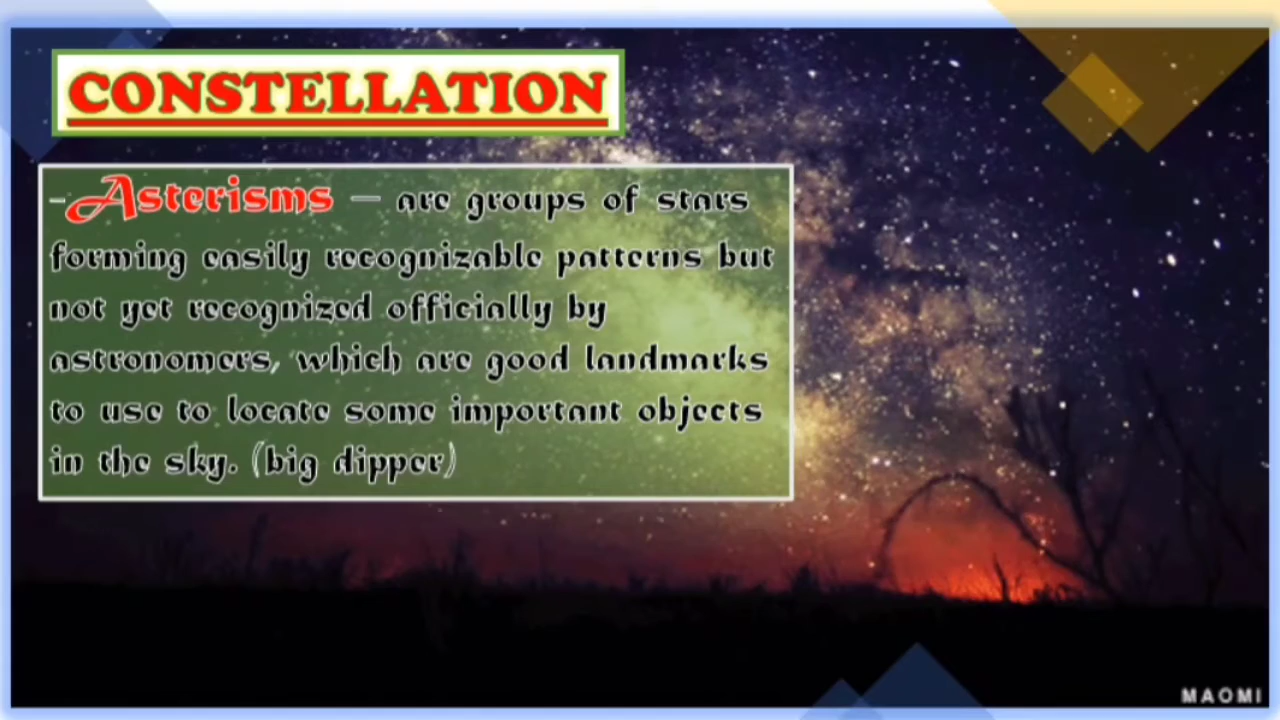 CONSTELLATION
-Asterisms – are groups of stars
forming easily recognizable patterns but
not yet recognized officially by
astronomers, which are good landmarks
to use to locate some important objects
in the sky. (big dipper)
MAOMI